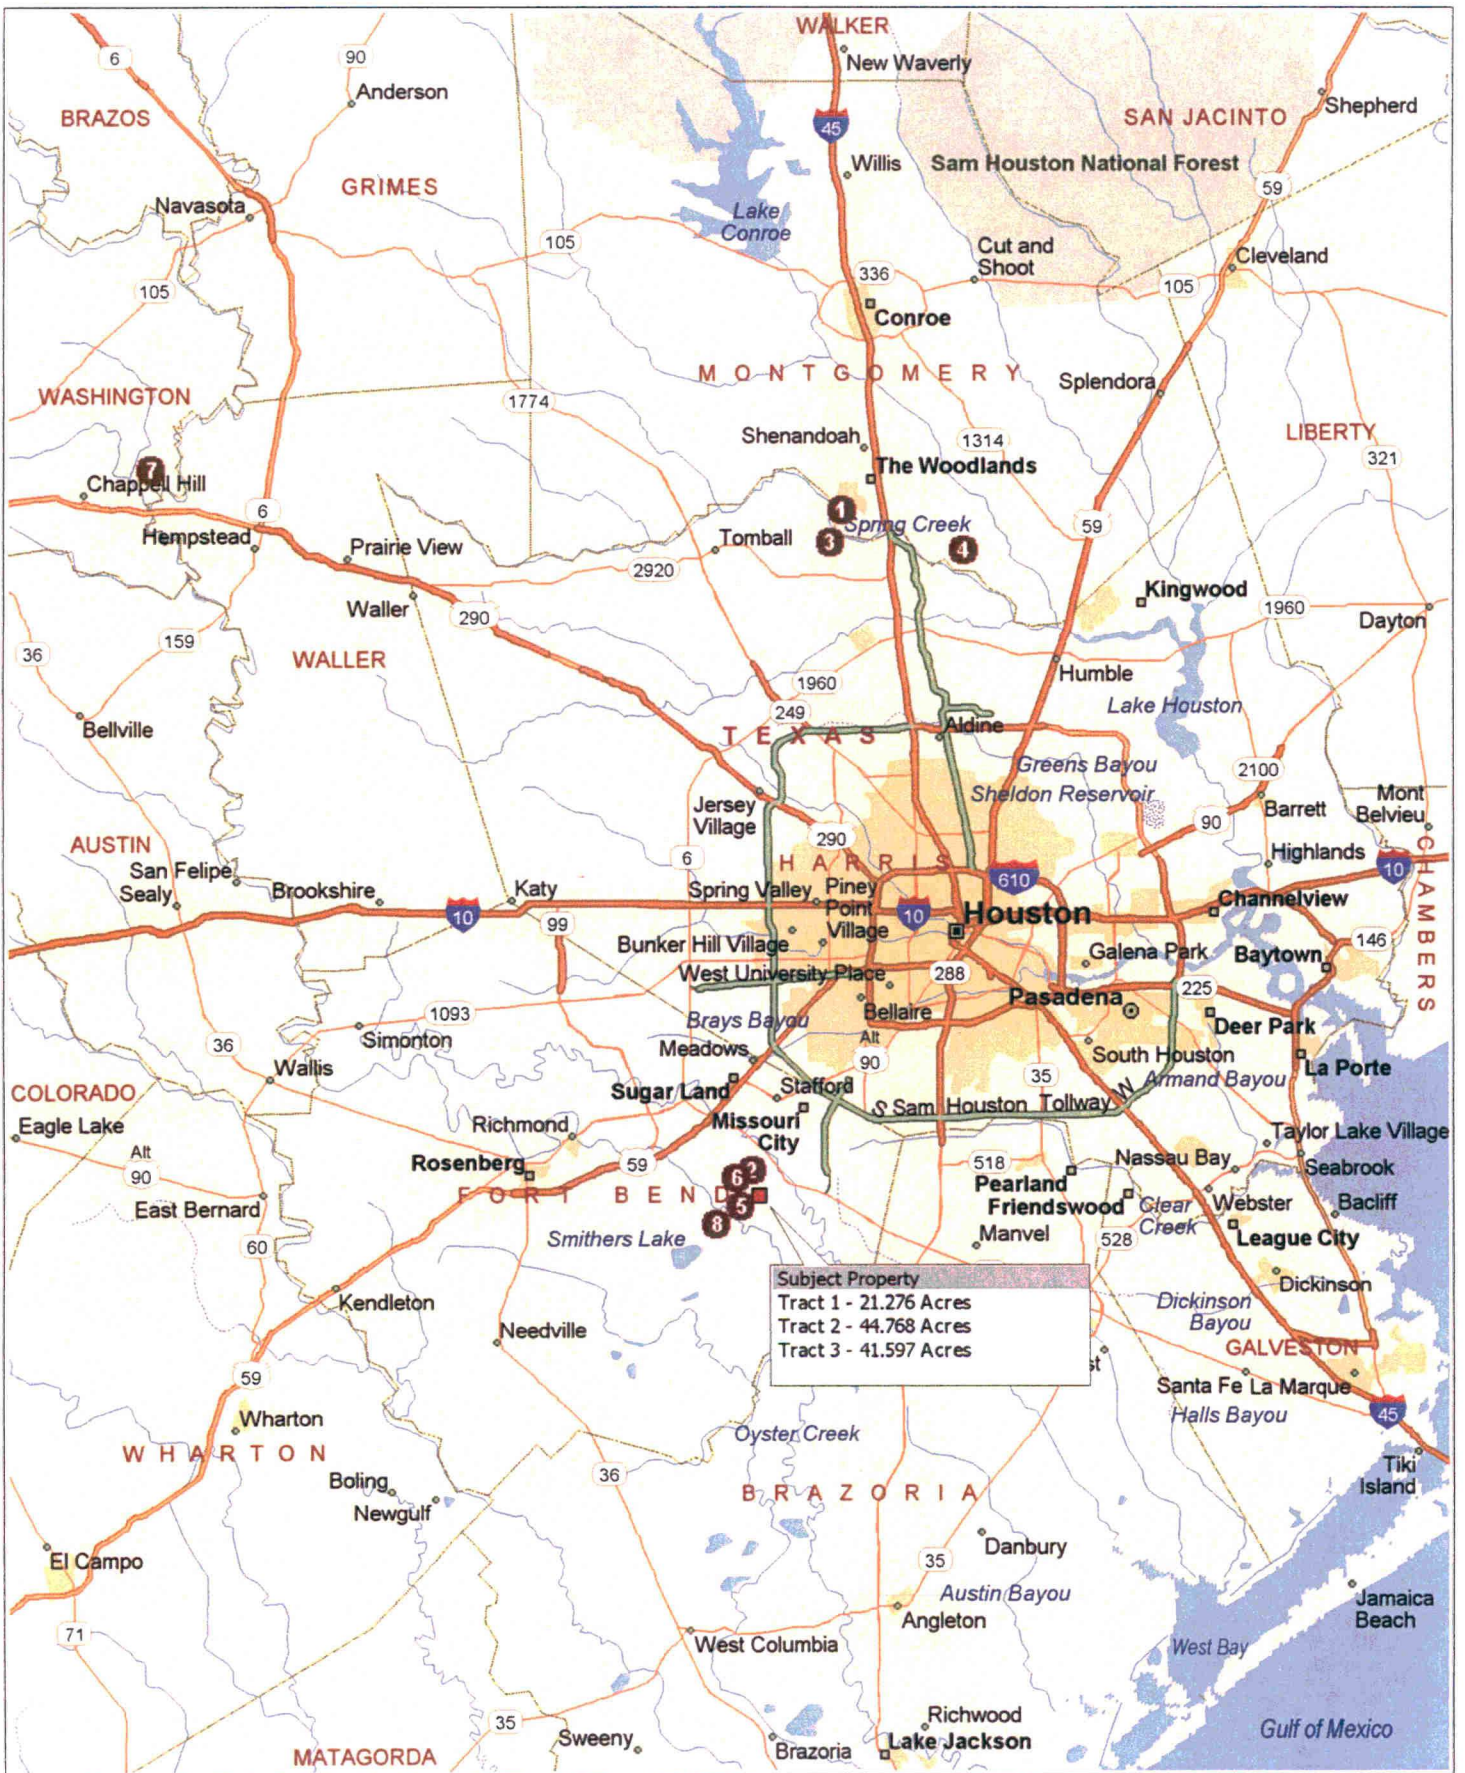 WALKER
New Waverly
6
90
Anderson
BRAZOS
SAN JACINTO
Shepherd
45
Willis
Sam Houston National Forest
59
GRIMES
Navasota
Lake
Conroe
105
Cut and
Shoot
Cleveland
336
105
105
Conroe
MONTGOMERY
Splendora
WASHINGTON
1774
LIBERTY
Shenandoah
1314
321
The Woodlands
7
Chappell Hill
6
1
Spring Creek
59
Hempstead
Prairie View
Tomball
3
4
2920
Kingwood
Waller
290
1960
Dayton
36
159
WALLER
Humble
1960
Lake Houston
249
Bellville
TEXAS
Aldine
Greens Bayou
2100
Sheldon Reservoir
Jersey
Village
Barrett
Mont
Belvieu
90
290
AUSTIN
6
HARRIS
Highlands
San Felipe
10
CHAMBERS
610
Sealy
Brookshire
Katy
Spring Valley
Piney
Point
Village
Channelview
10
99
10
Houston
Bunker Hill Village
Galena Park
Baytown
146
West University Place
288
225
Pasadena
1093
Brays Bayou
Bellaire
Deer Park
Simonton
36
Alt
90
Meadows
South Houston
La Porte
Wallis
Sugar Land
Stafford
35
Armand Bayou
COLORADO
S Sam Houston Tollway W
Missouri
City
Eagle Lake
Richmond
Taylor Lake Village
Alt
90
Rosenberg
59
518
Nassau Bay
Seabrook
6
2
Pearland
FORT BEND
5
Friendswood
Clear
Creek
Webster
Bacliff
East Bernard
8
Smithers Lake
Manvel
528
League City
60
Subject Property
Tract 1 - 21.276 Acres
Tract 2 - 44.768 Acres
Tract 3 - 41.597 Acres
Dickinson
Kendleton
Dickinson
Bayou
Needville
GALVESTON
st
59
Santa Fe
La Marque
Wharton
Halls Bayou
45
Oyster Creek
WHARTON
Tiki
Island
Boling
36
BRAZORIA
Newgulf
Danbury
El Campo
35
Austin Bayou
Jamaica
Beach
Angleton
71
West Columbia
West Bay
35
Richwood
Gulf of Mexico
Sweeny
Lake Jackson
MATAGORDA
Brazoria